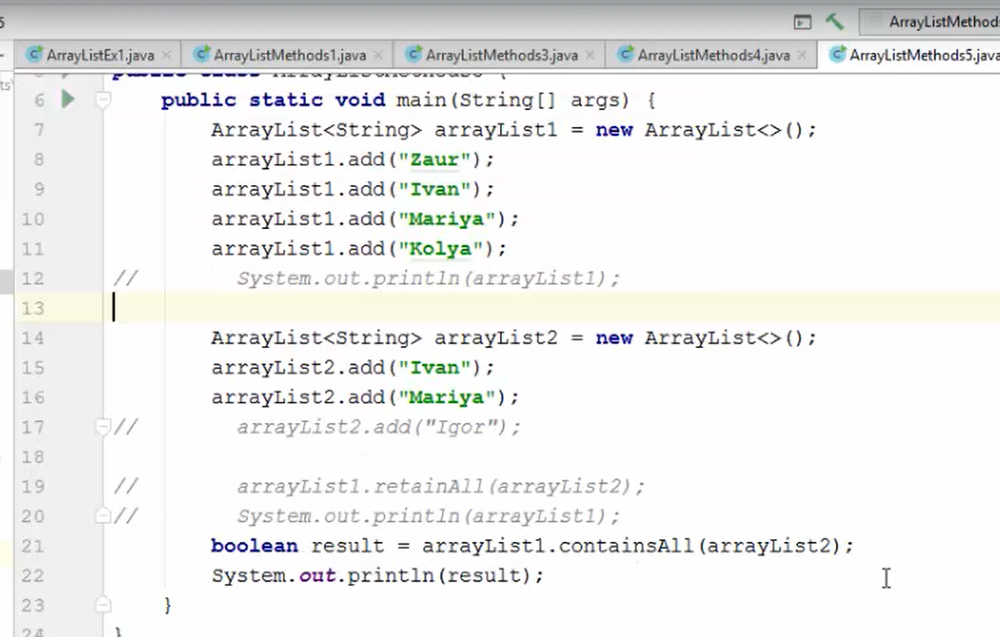 5
ArrayListMethods
ArrayListEx1.java × ArrayListMethods1.java × ArrayListMethods3.java × ArrayListMethods4.java × ArrayListMethods5.java
ts\
6 public static void main(String[] args) {
7 ArrayList<String> arrayList1 = new ArrayList<>();
8 arrayList1.add("Zaur");
9 arrayList1.add("Ivan");
10 arrayList1.add("Mariya");
11 arrayList1.add("Kolya");
12 // System.out.println(arrayList1);
13
14 ArrayList<String> arrayList2 = new ArrayList<>();
15 arrayList2.add("Ivan");
16 arrayList2.add("Mariya");
17 // arrayList2.add("Igor");
18
19 // arrayList1.retainAll(arrayList2);
20 // System.out.println(arrayList1);
21 boolean result = arrayList1.containsAll(arrayList2);
22 System.out.println(result);
23 }
24 }